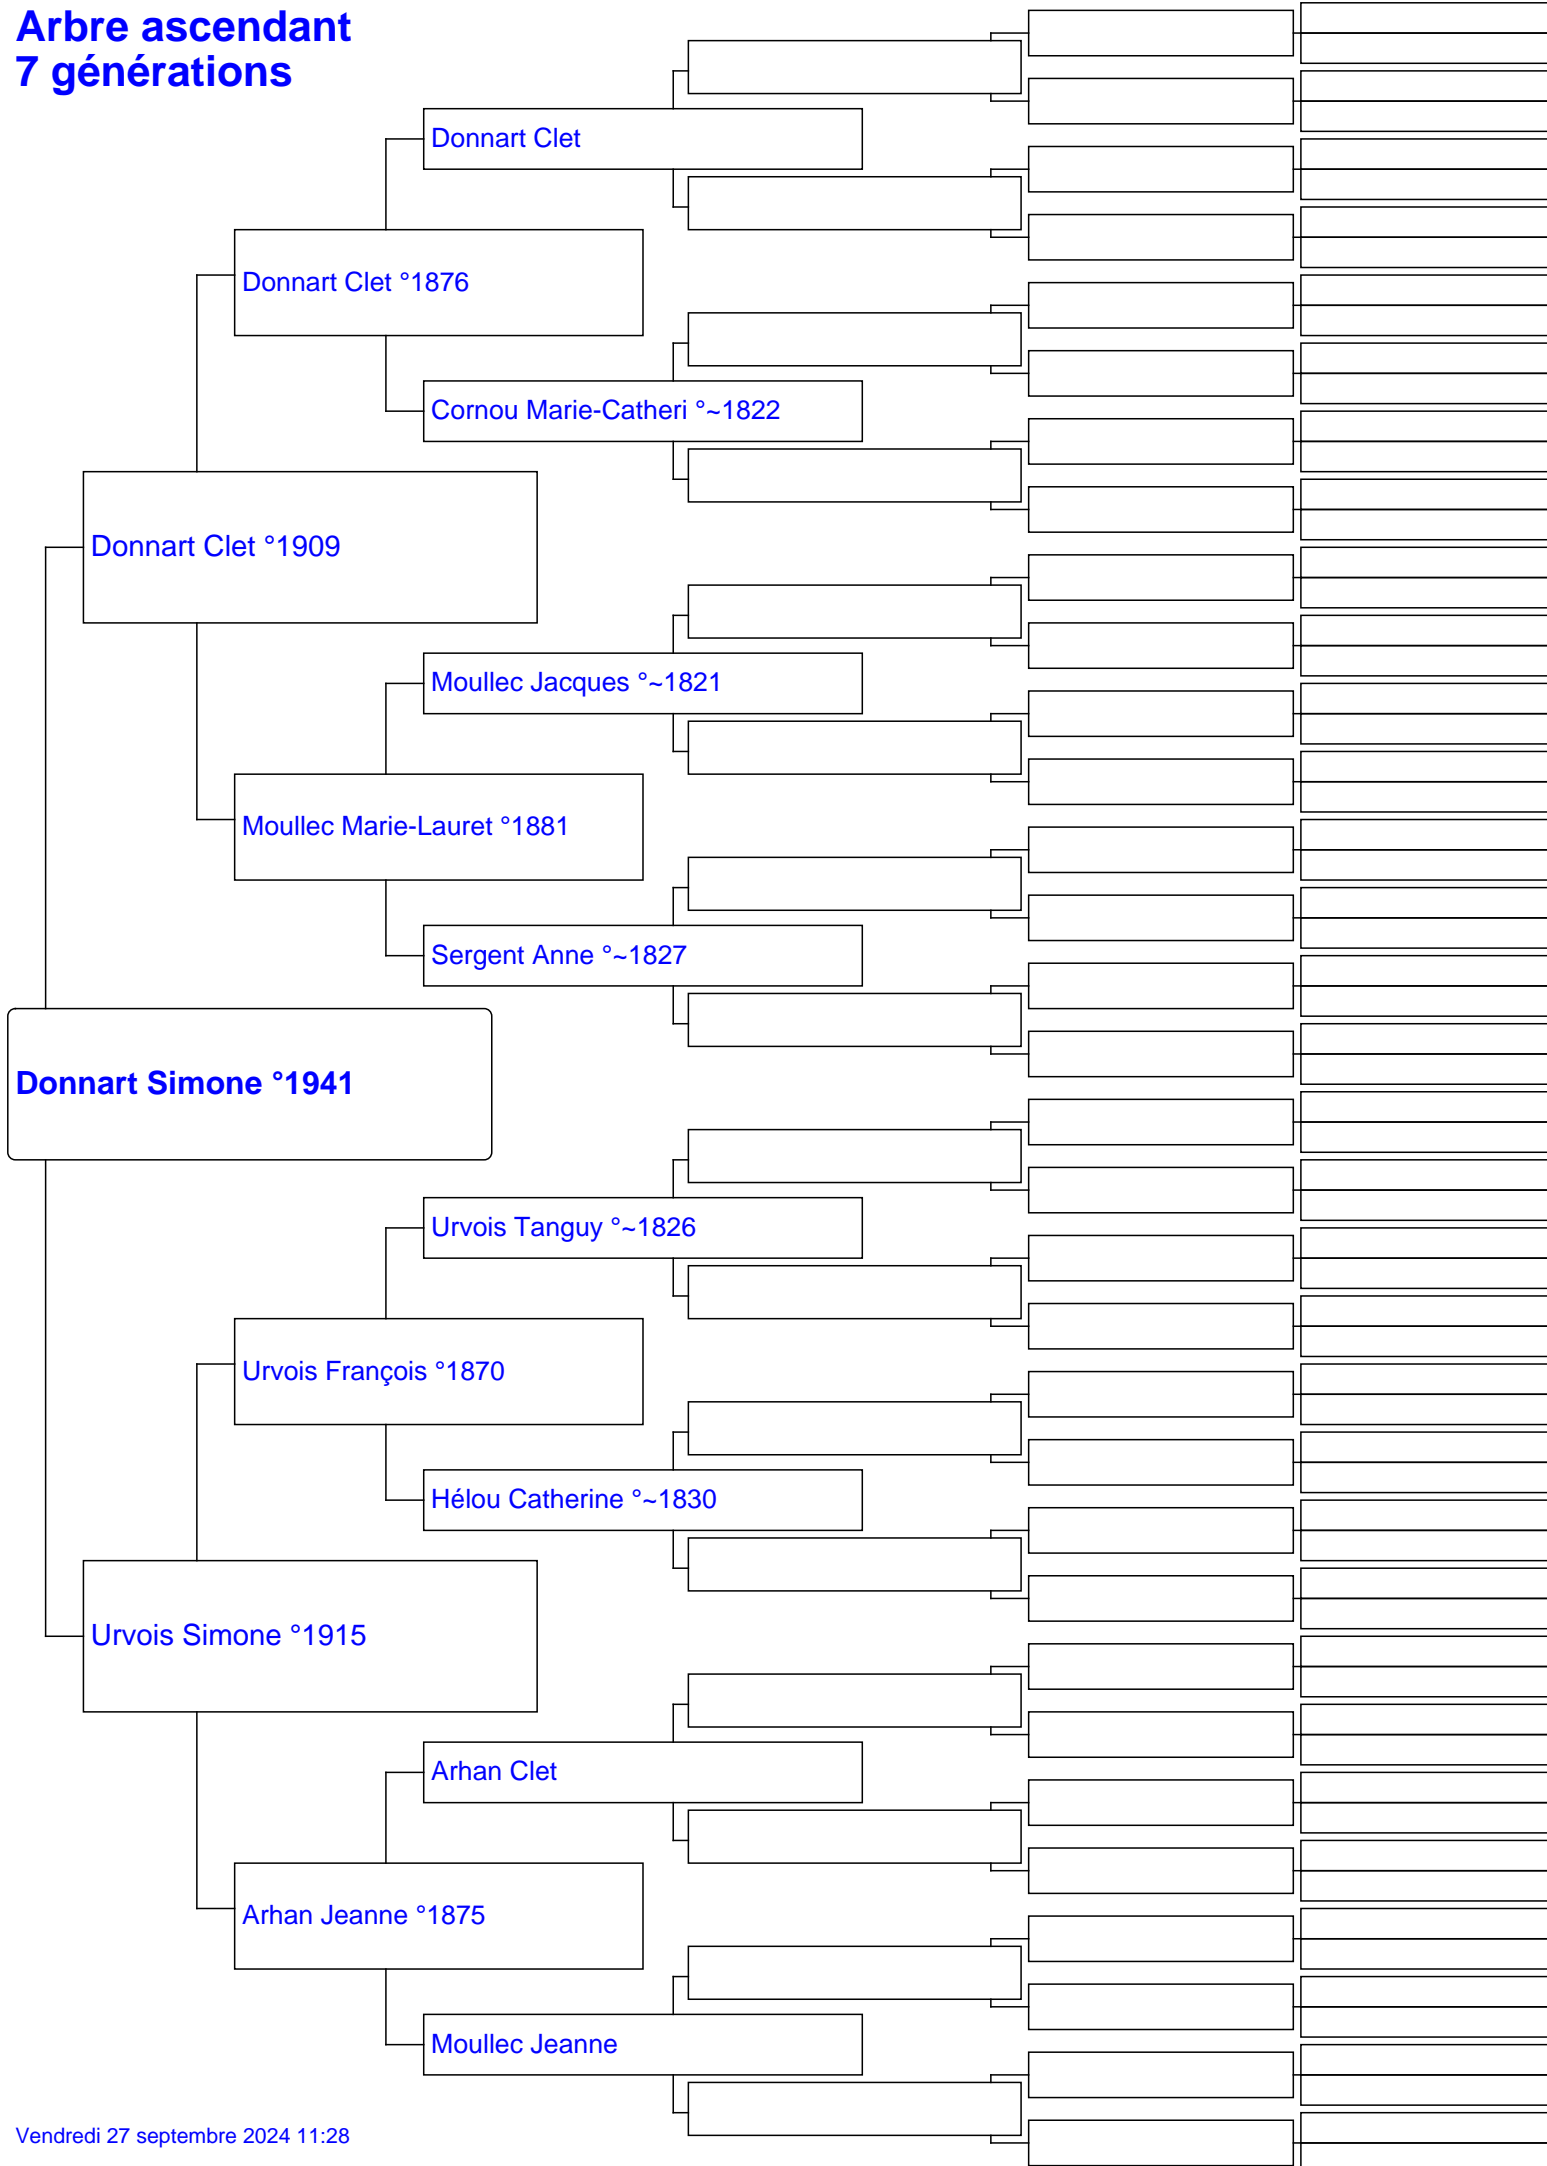 Arbre ascendant
7 générations
Donnart Clet
Donnart Clet °1876
Cornou Marie-Catheri °~1822
Donnart Clet °1909
Moullec Jacques °~1821
Moullec Marie-Lauret °1881
Sergent Anne °~1827
Donnart Simone °1941
Urvois Tanguy °~1826
Urvois François °1870
Hélou Catherine °~1830
Urvois Simone °1915
Arhan Clet
Arhan Jeanne °1875
Moullec Jeanne
Vendredi 27 septembre 2024 11:28